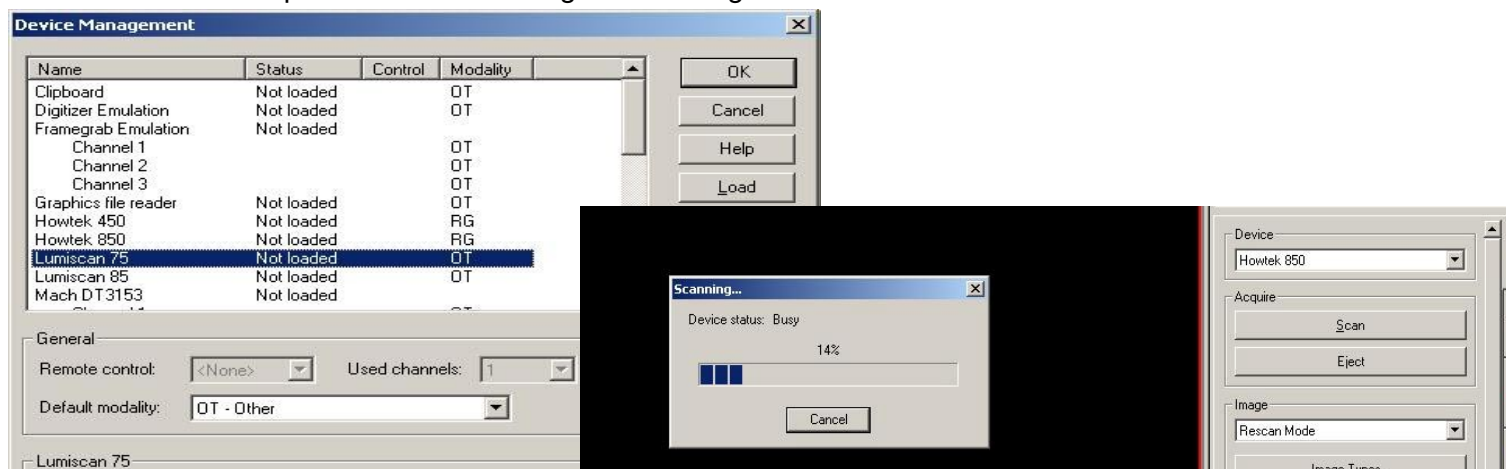 Device Management
Name Status Control Modality
Clipboard Not loaded OT
Digitizer Emulation Not loaded OT
Framegrab Emulation Not loaded
Channel 1 OT
Channel 2 OT
Channel 3 OT
Graphics file reader Not loaded OT
Howtek 450 Not loaded RG
Howtek 850 Not loaded RG
Lumiscan 75 Not loaded OT
Lumiscan 85 Not loaded OT
Mach DT3153 Not loaded
OK
Cancel
Help
Load
General
Remote control: <None> Used channels: 1
Default modality: OT - Other
Lumiscan 75
Scanning...
Device status: Busy
14%
Cancel
Device
Howtek 850
Acquire
Scan
Eject
Image
Rescan Mode